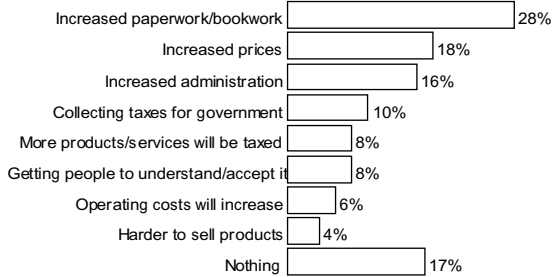 Increased paperwork/bookwork 28%
Increased prices 18%
Increased administration 16%
Collecting taxes for government 10%
More products/services will be taxed 8%
Getting people to understand/accept it 8%
Operating costs will increase 6%
Harder to sell products 4%
Nothing 17%